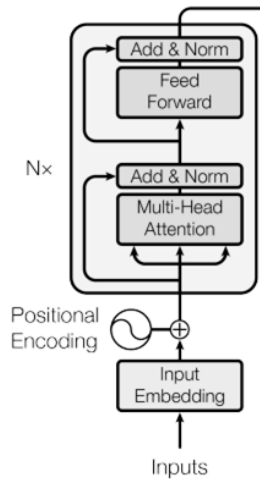 Add & Norm
Feed
Forward
Nx
Add & Norm
Multi-Head
Attention
Positional
Encoding
Input
Embedding
Inputs